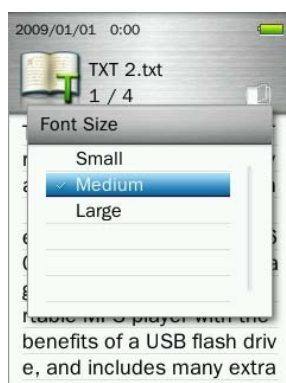 2009/01/01 0:00
TXT 2.txt
1 / 4
Font Size
Small
Medium
Large
benefits of a USB flash driv
e, and includes many extra